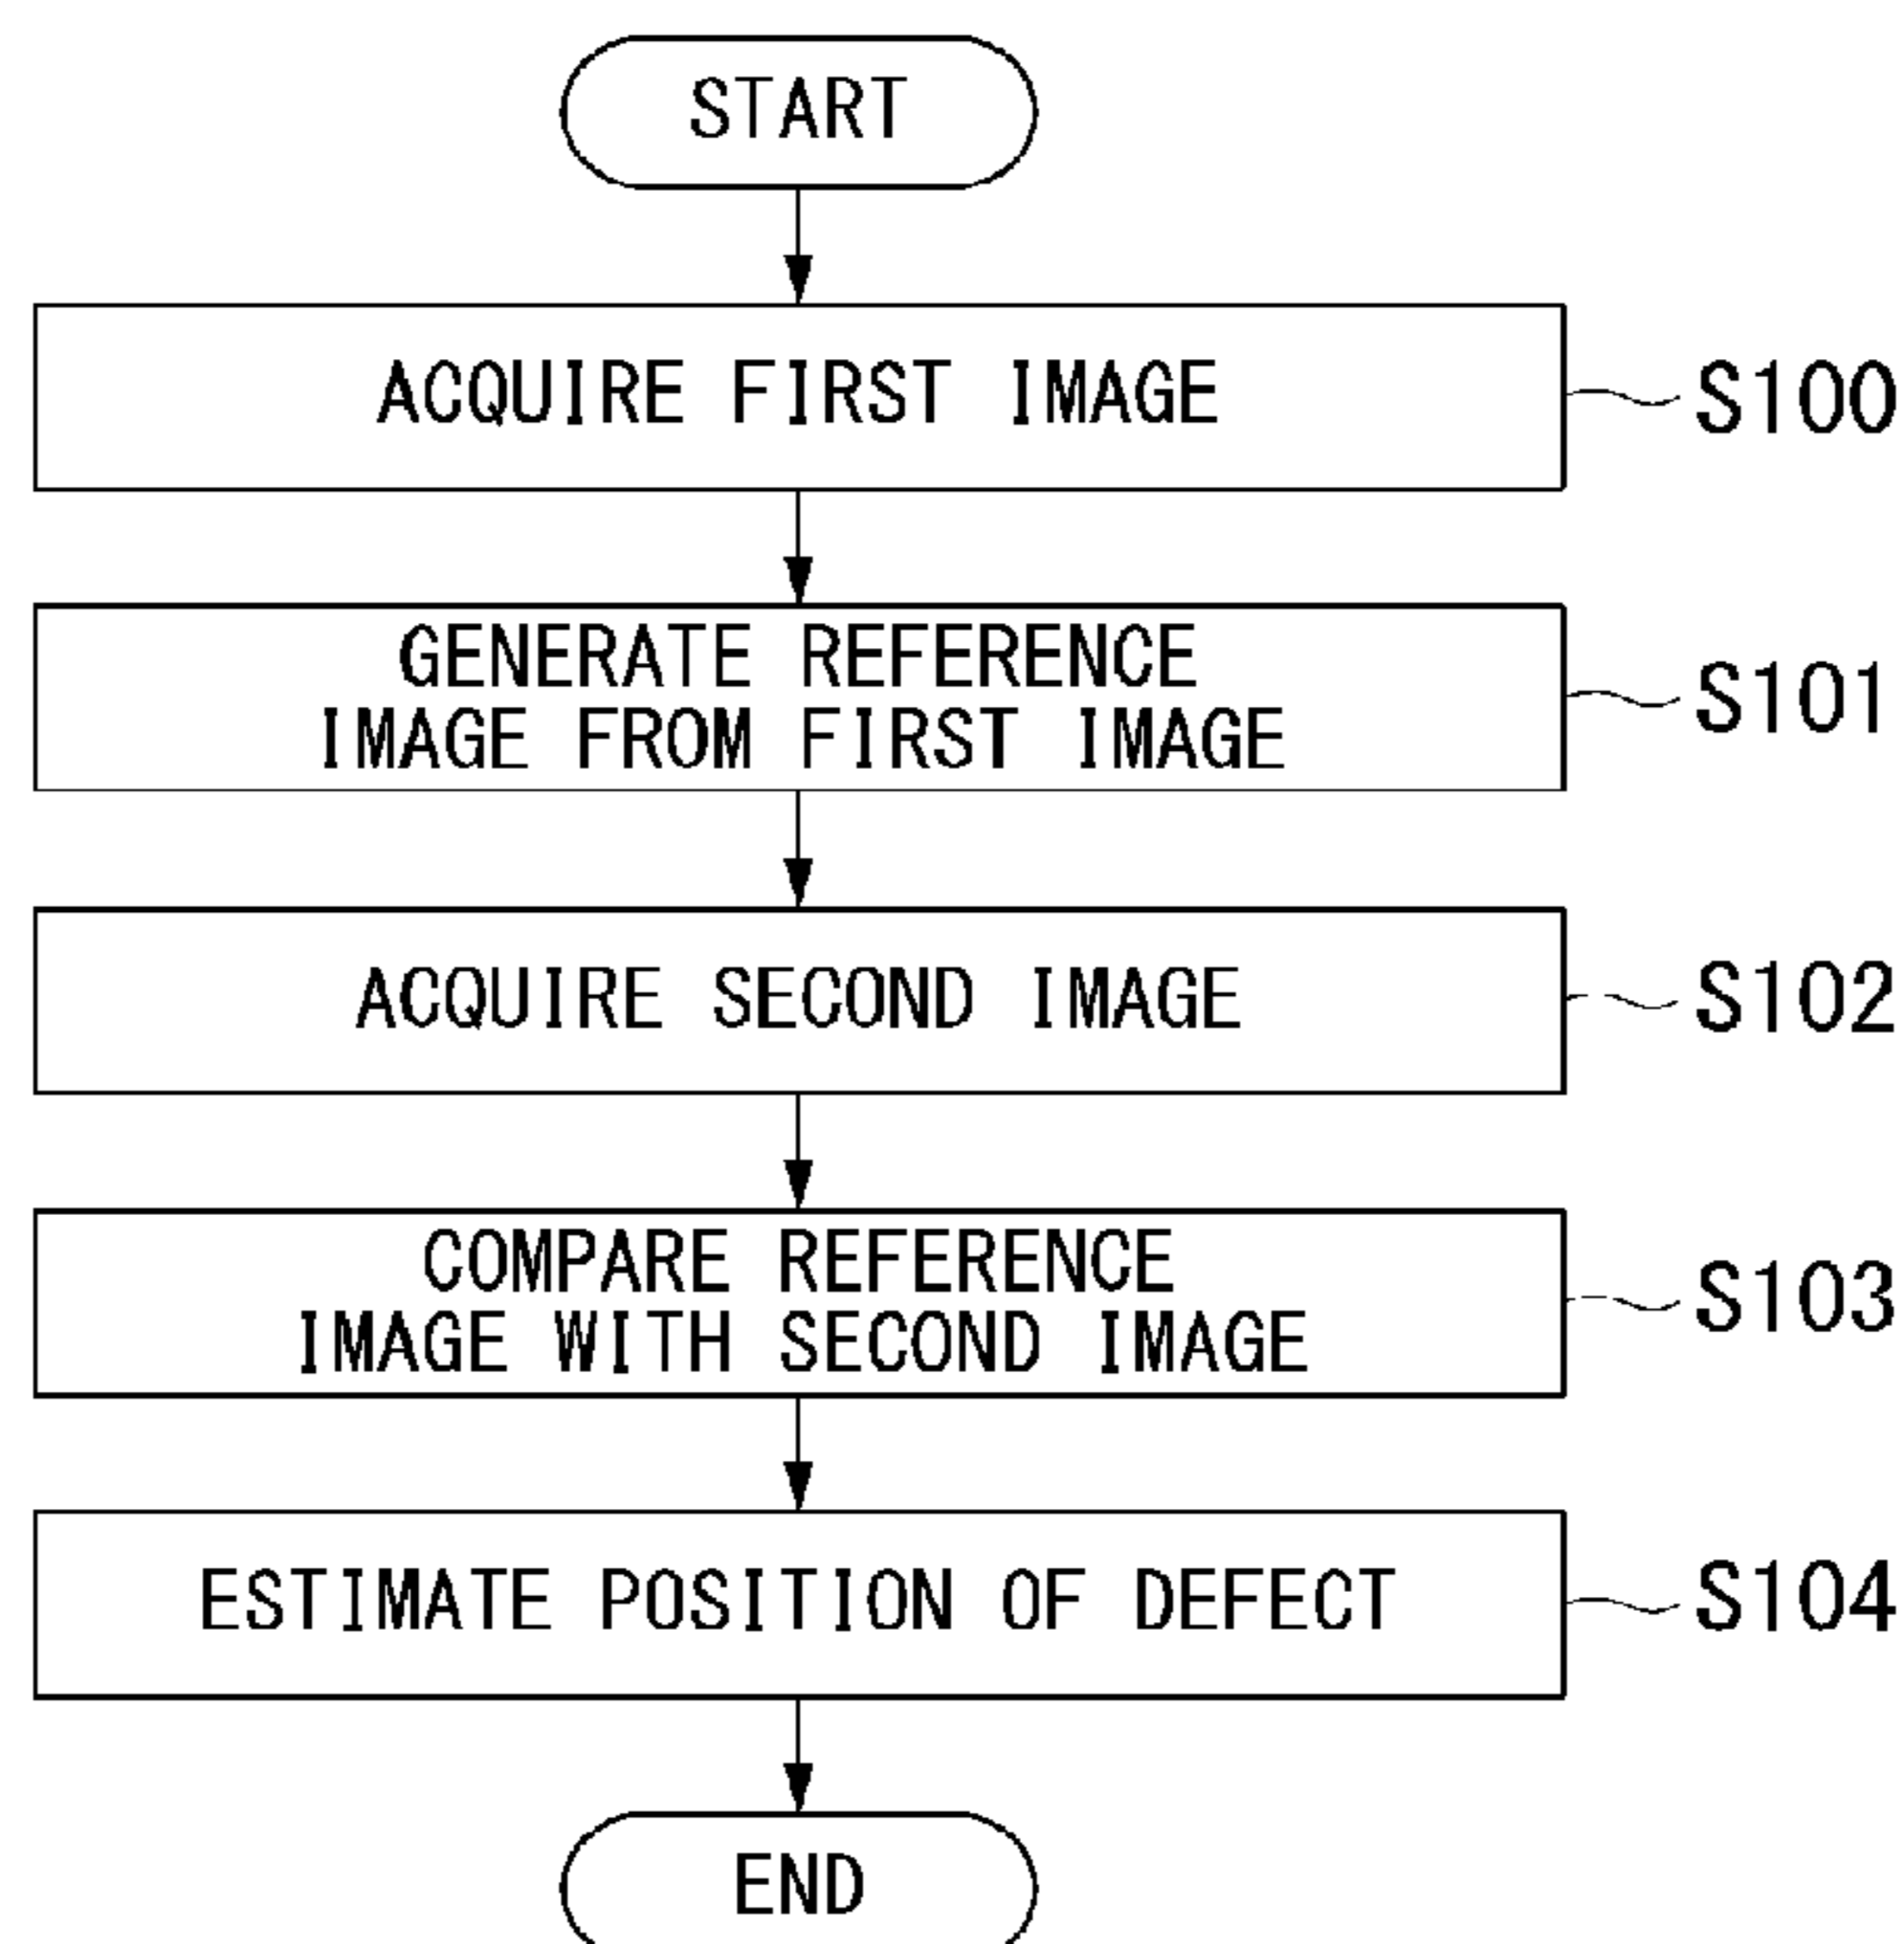 START
ACQUIRE FIRST IMAGE
S100
GENERATE REFERENCE
IMAGE FROM FIRST IMAGE
S101
ACQUIRE SECOND IMAGE
S102
COMPARE REFERENCE
IMAGE WITH SECOND IMAGE
S103
ESTIMATE POSITION OF DEFECT
S104
END